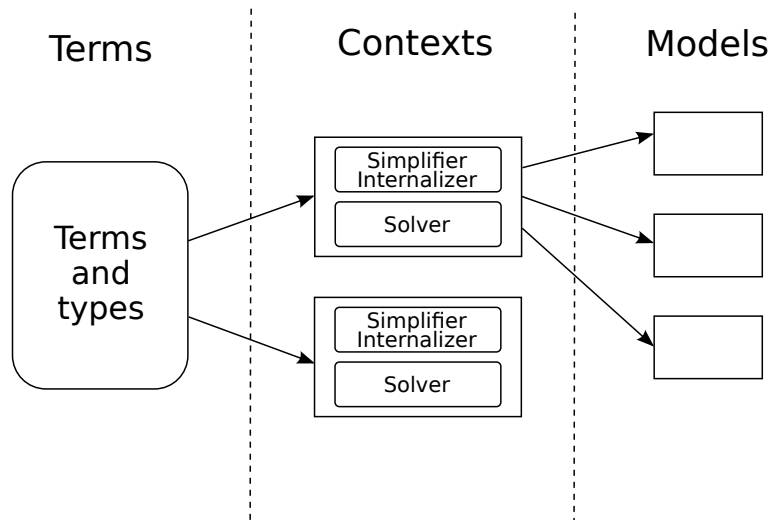 Terms
Contexts
Models
Terms
and
types
Simplifier
Internalizer
Solver
Simplifier
Internalizer
Solver